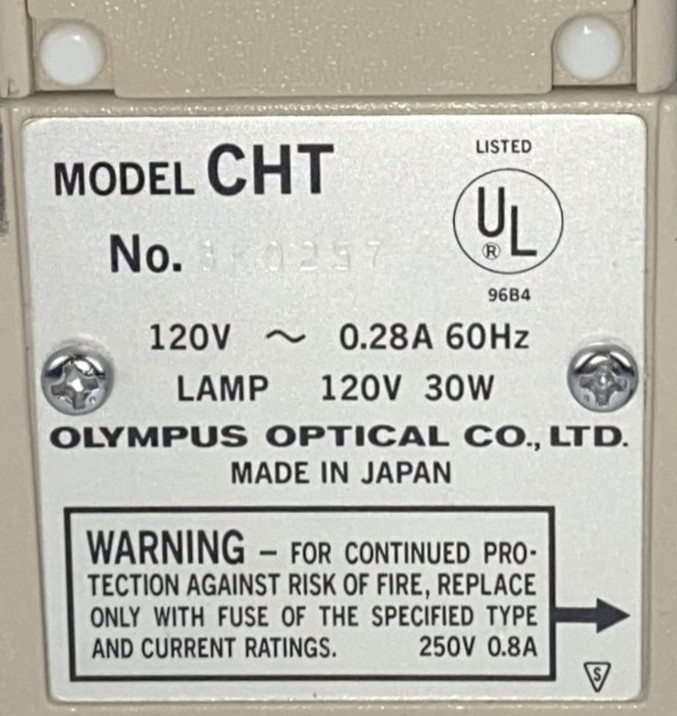 MODEL CHT
LISTED
UL
®
No.
96B4
120V ～ 0.28A 60Hz
LAMP 120V 30W
OLYMPUS OPTICAL CO., LTD.
MADE IN JAPAN
WARNING – FOR CONTINUED PRO-
TECTION AGAINST RISK OF FIRE, REPLACE
ONLY WITH FUSE OF THE SPECIFIED TYPE
AND CURRENT RATINGS. 250V 0.8A
S